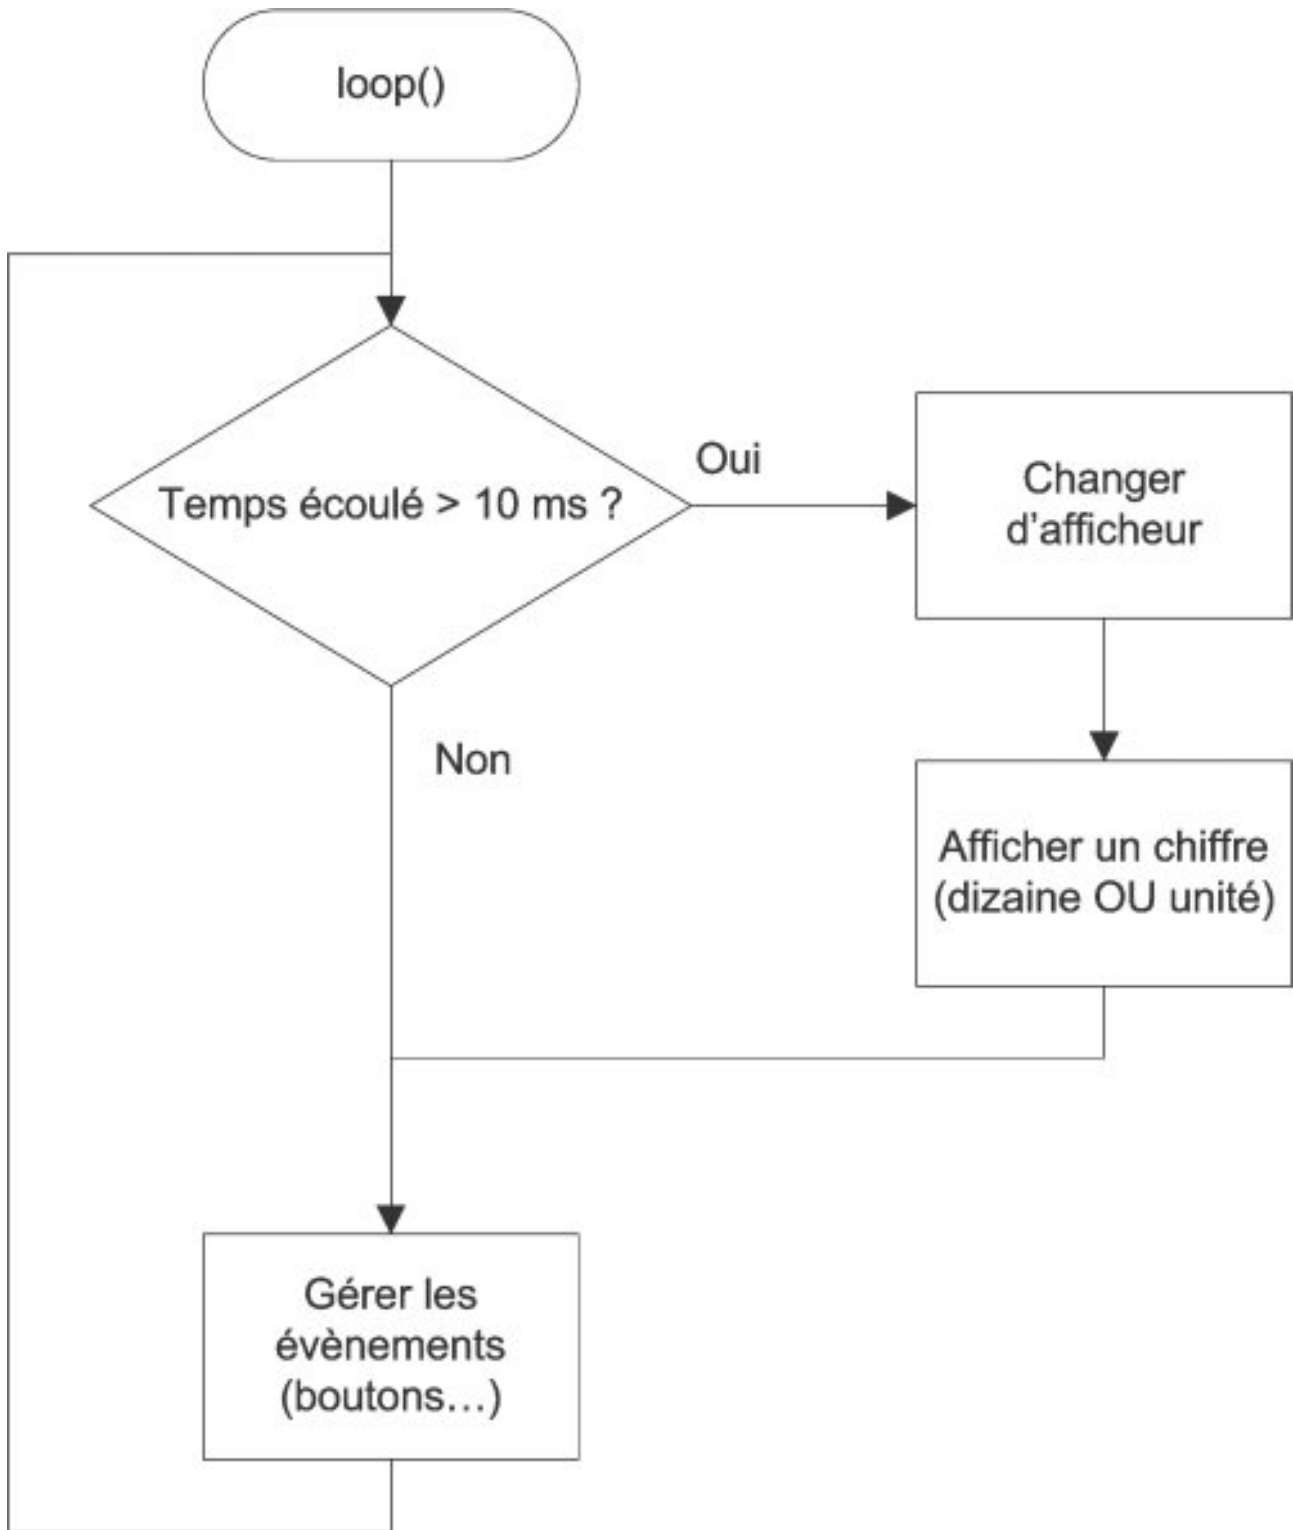 loop()
Temps écoulé > 10 ms ?
Oui
Changer
d'afficheur
Non
Afficher un chiffre
(dizaine OU unité)
Gérer les
évènements
(boutons…)